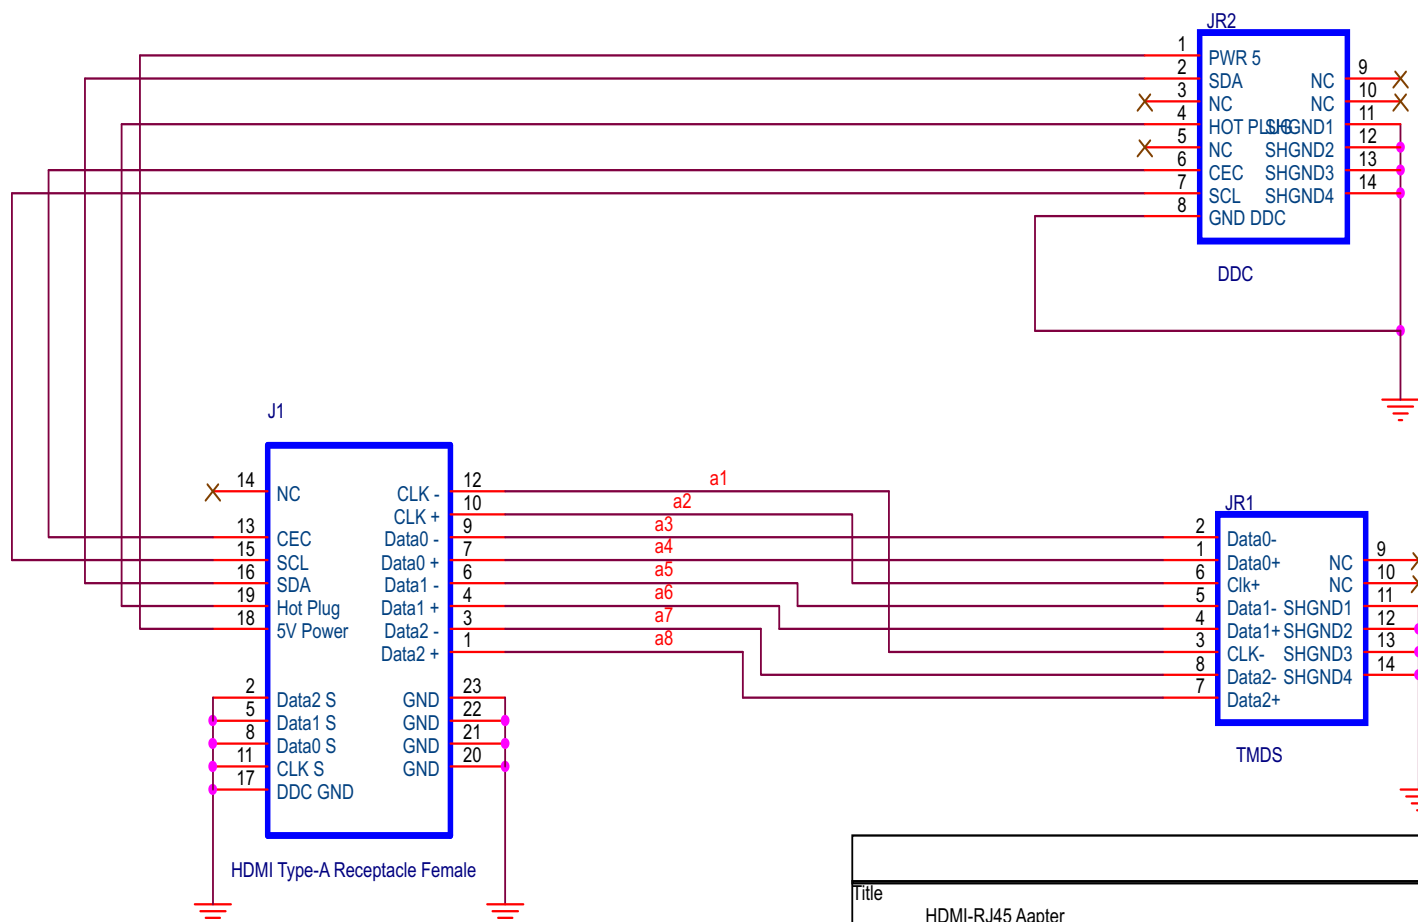 JR2
1 PWR 5
2 SDA
3 NC
4 HOT PLUG
5 NC
6 CEC
7 SCL
8 GND DDC
9 NC
10 NC
11 SHGND1
12 SHGND2
13 SHGND3
14 SHGND4
DDC
J1
14 NC
13 CEC
15 SCL
16 SDA
19 Hot Plug
18 5V Power
2 Data2 S
5 Data1 S
8 Data0 S
11 CLK S
17 DDC GND
12 CLK -
10 CLK +
9 Data0 -
7 Data0 +
6 Data1 -
4 Data1 +
3 Data2 -
1 Data2 +
23 GND
22 GND
21 GND
20 GND
HDMI Type-A Receptacle Female
a1
a2
a3
a4
a5
a6
a7
a8
JR1
2 Data0-
1 Data0+
6 Clk+
5 Data1-
4 Data1+
3 CLK-
8 Data2-
7 Data2+
9 NC
10 NC
11 SHGND1
12 SHGND2
13 SHGND3
14 SHGND4
TMDS
Title
HDMI-RJ45 Aapter